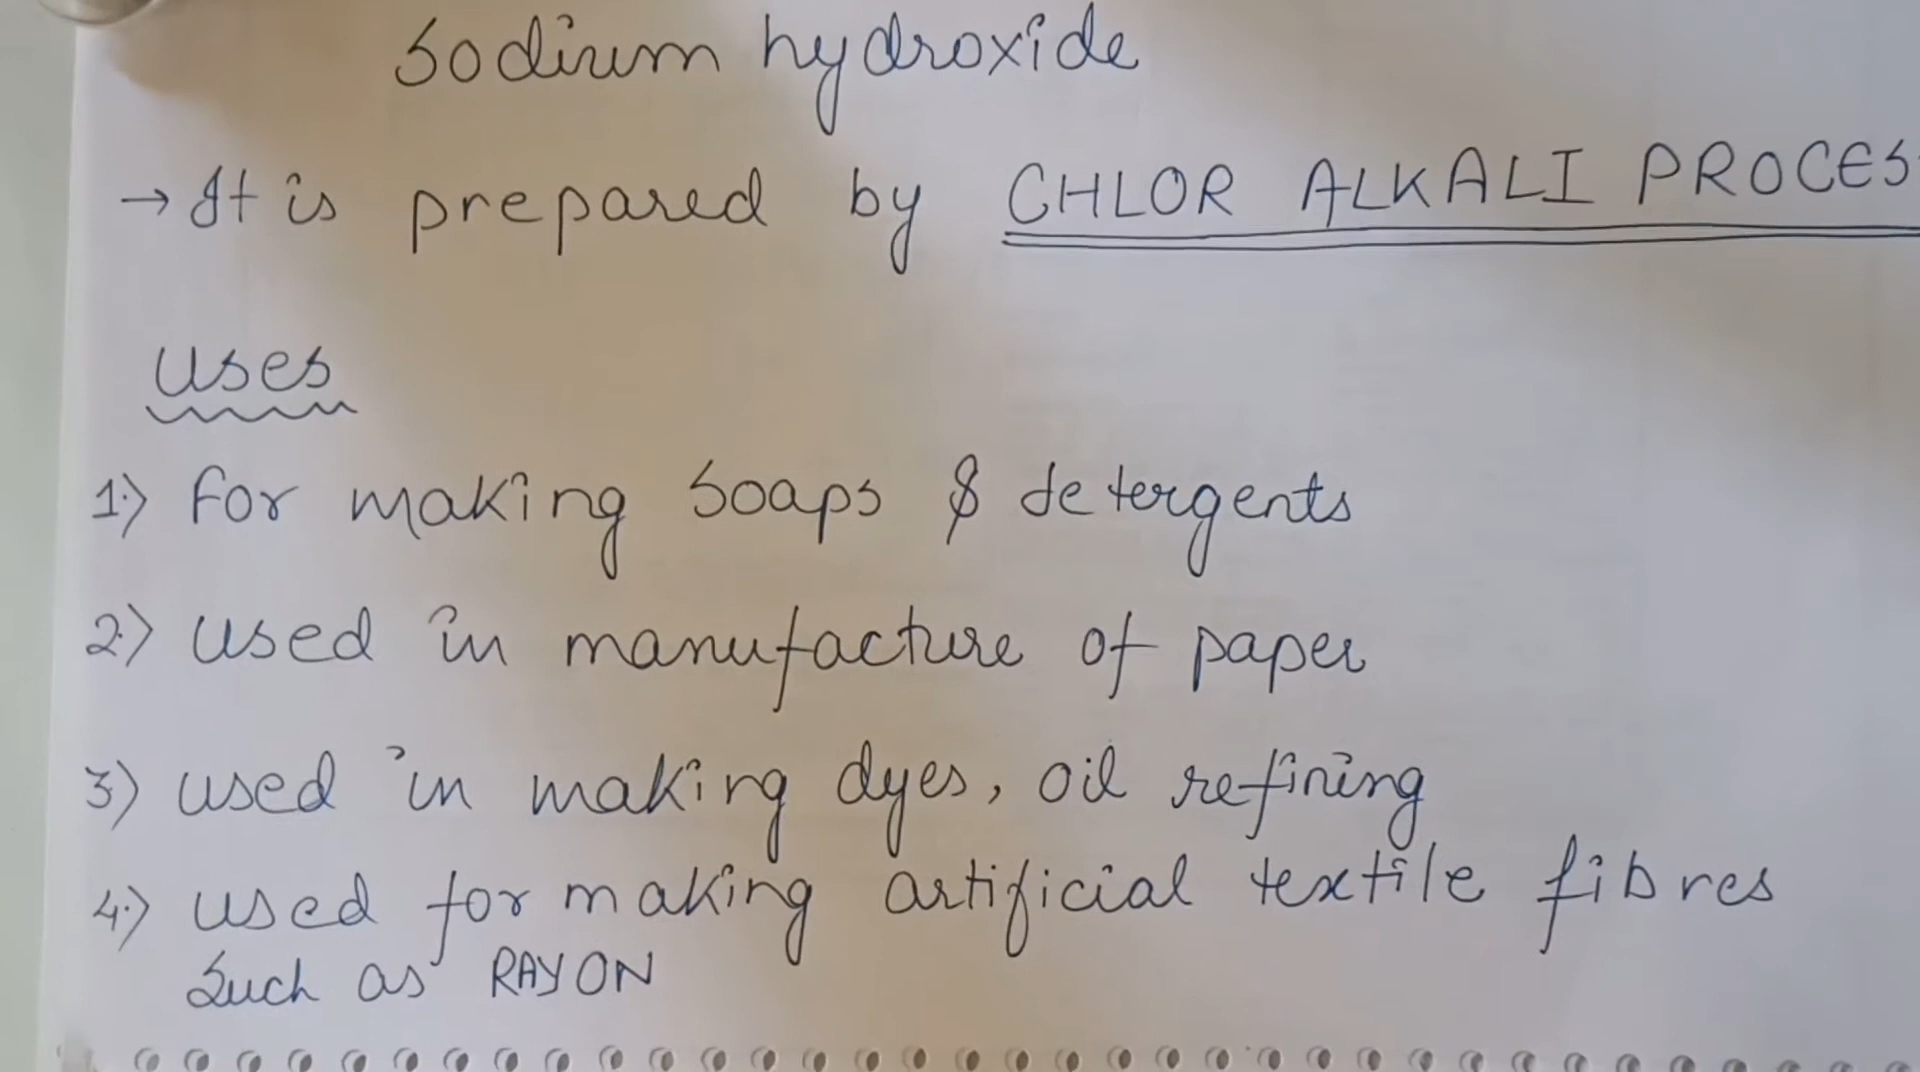 Sodium hydroxide
→ It is prepared by CHLOR ALKALI PROCES
Uses
1.) For making Soaps & detergents
2.) used in manufacture of paper
3) used in making dyes, oil refining
4.) used for making artificial textile fibres
Such as RAYON